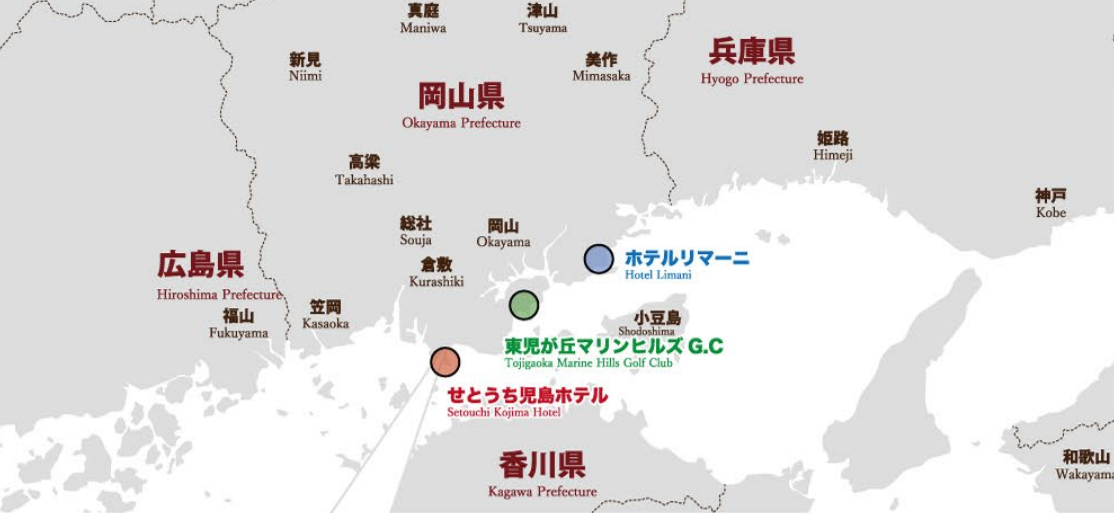 真庭
Maniwa
津山
Tsuyama
新見
Niimi
美作
Mimasaka
兵庫県
Hyogo Prefecture
岡山県
Okayama Prefecture
姫路
Himeji
高梁
Takahashi
神戸
Kobe
総社
Souja
岡山
Okayama
広島県
Hiroshima Prefecture
倉敷
Kurashiki
ホテルリマーニ
Hotel Limani
福山
Fukuyama
笠岡
Kasaoka
小豆島
Shodoshima
東児が丘マリンヒルズ G.C
Tojigaoka Marine Hills Golf Club
せとうち児島ホテル
Setouchi Kojima Hotel
香川県
Kagawa Prefecture
和歌山
Wakayama